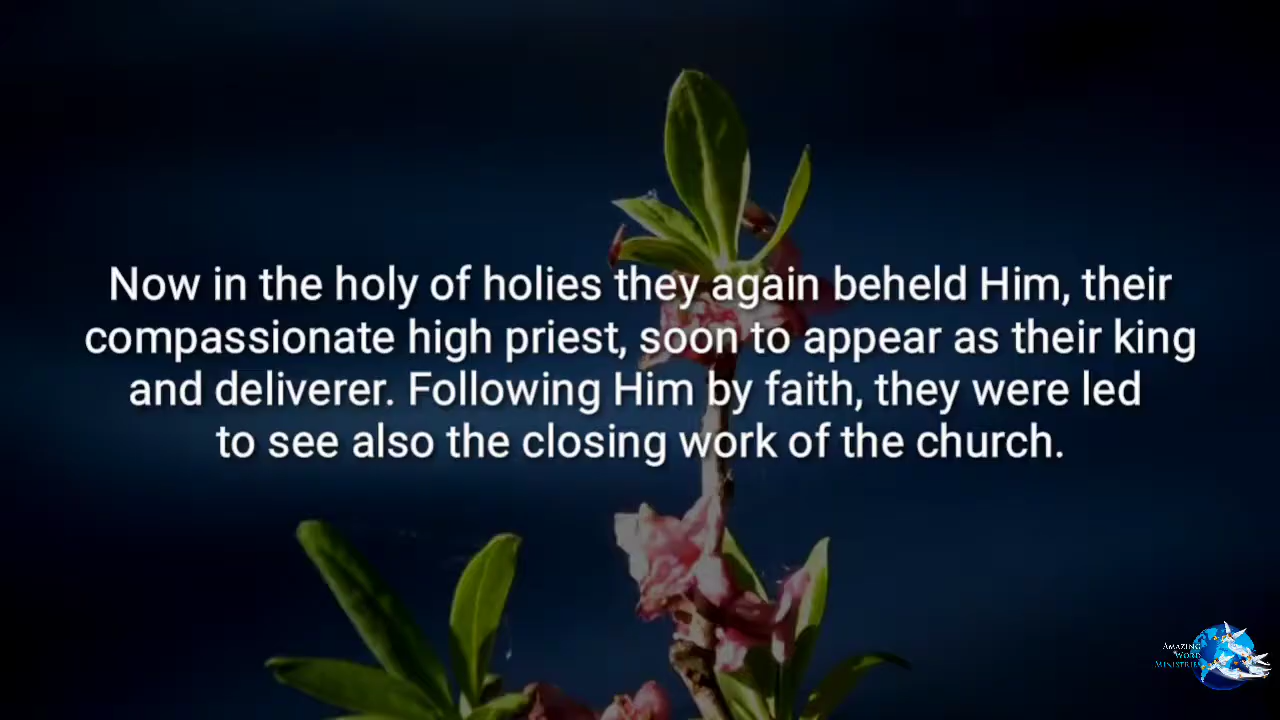 Now in the holy of holies they again beheld Him, their
compassionate high priest, soon to appear as their king
and deliverer. Following Him by faith, they were led
to see also the closing work of the church.
AMAZING
WORD
MINISTRIES